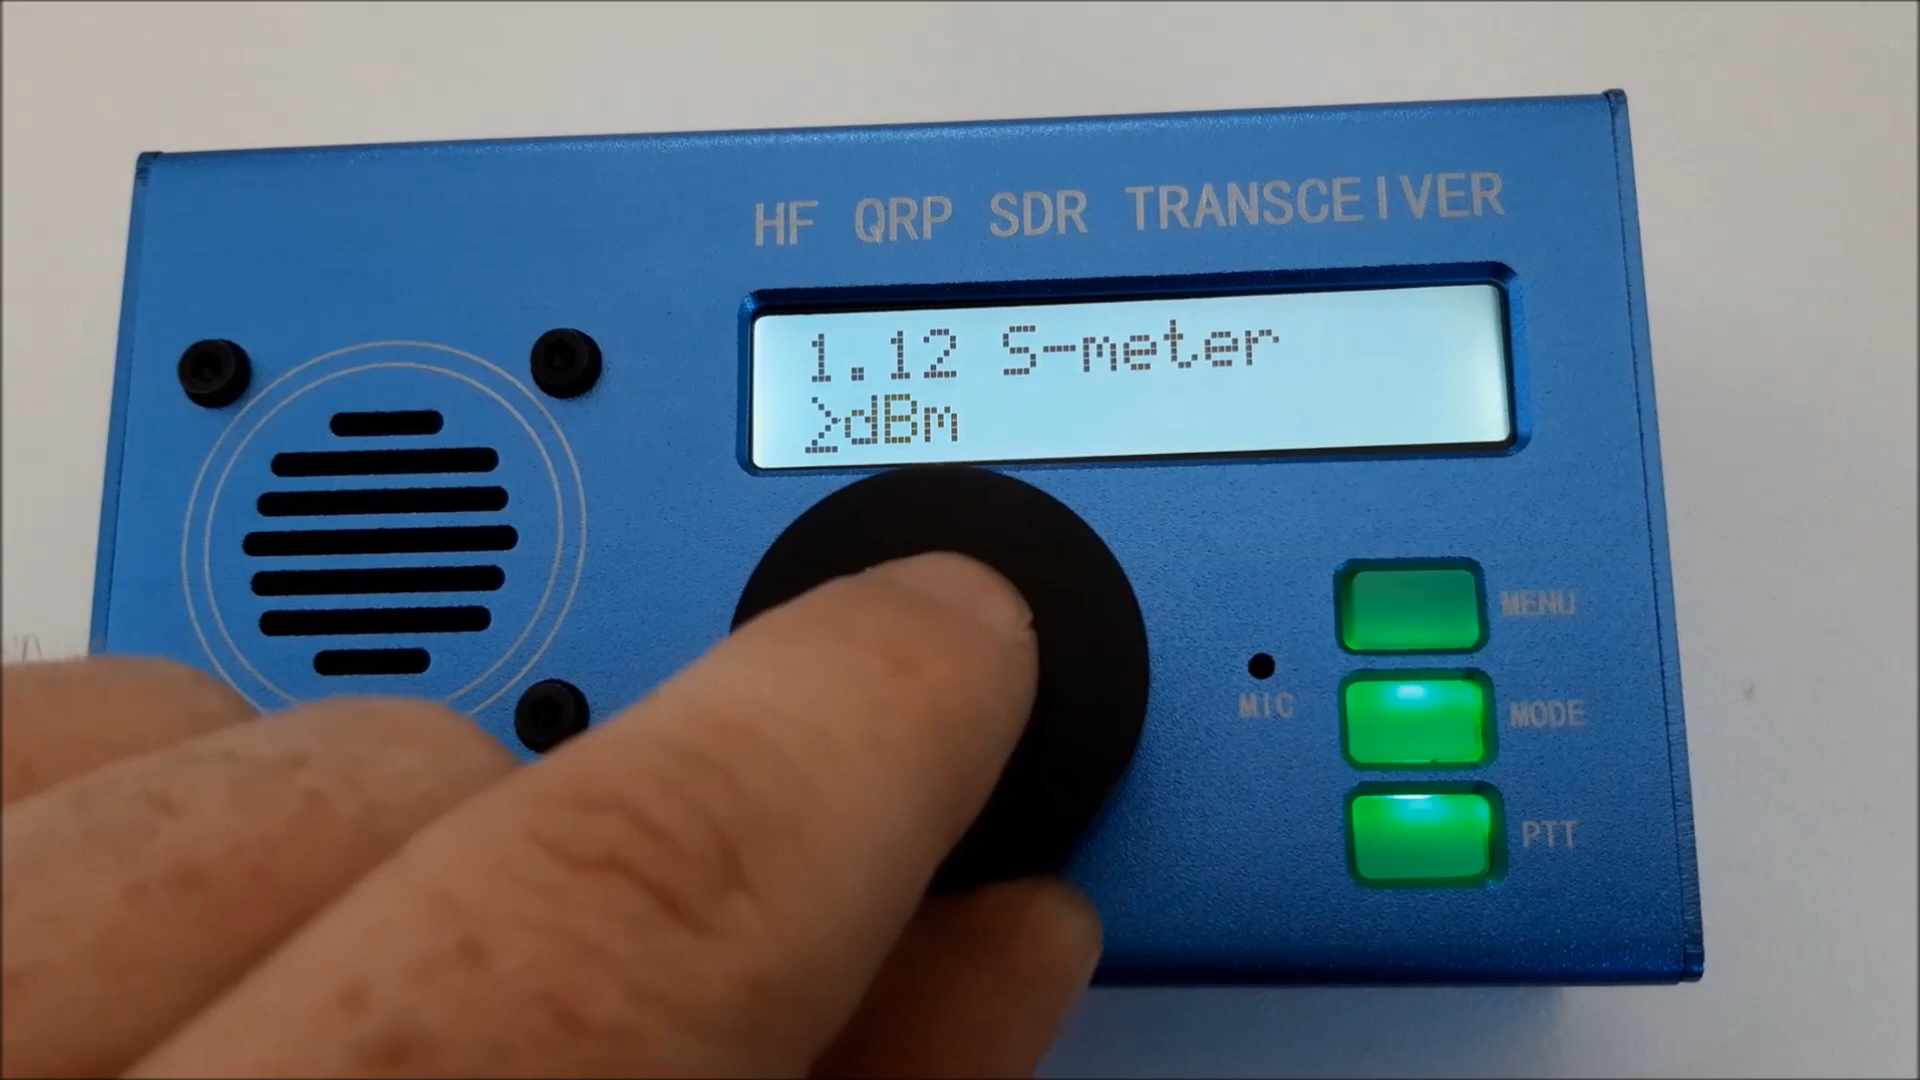 HF QRP SDR TRANSCEIVER
1.12 S-meter
>dBm
MENU
MIC
MODE
PTT